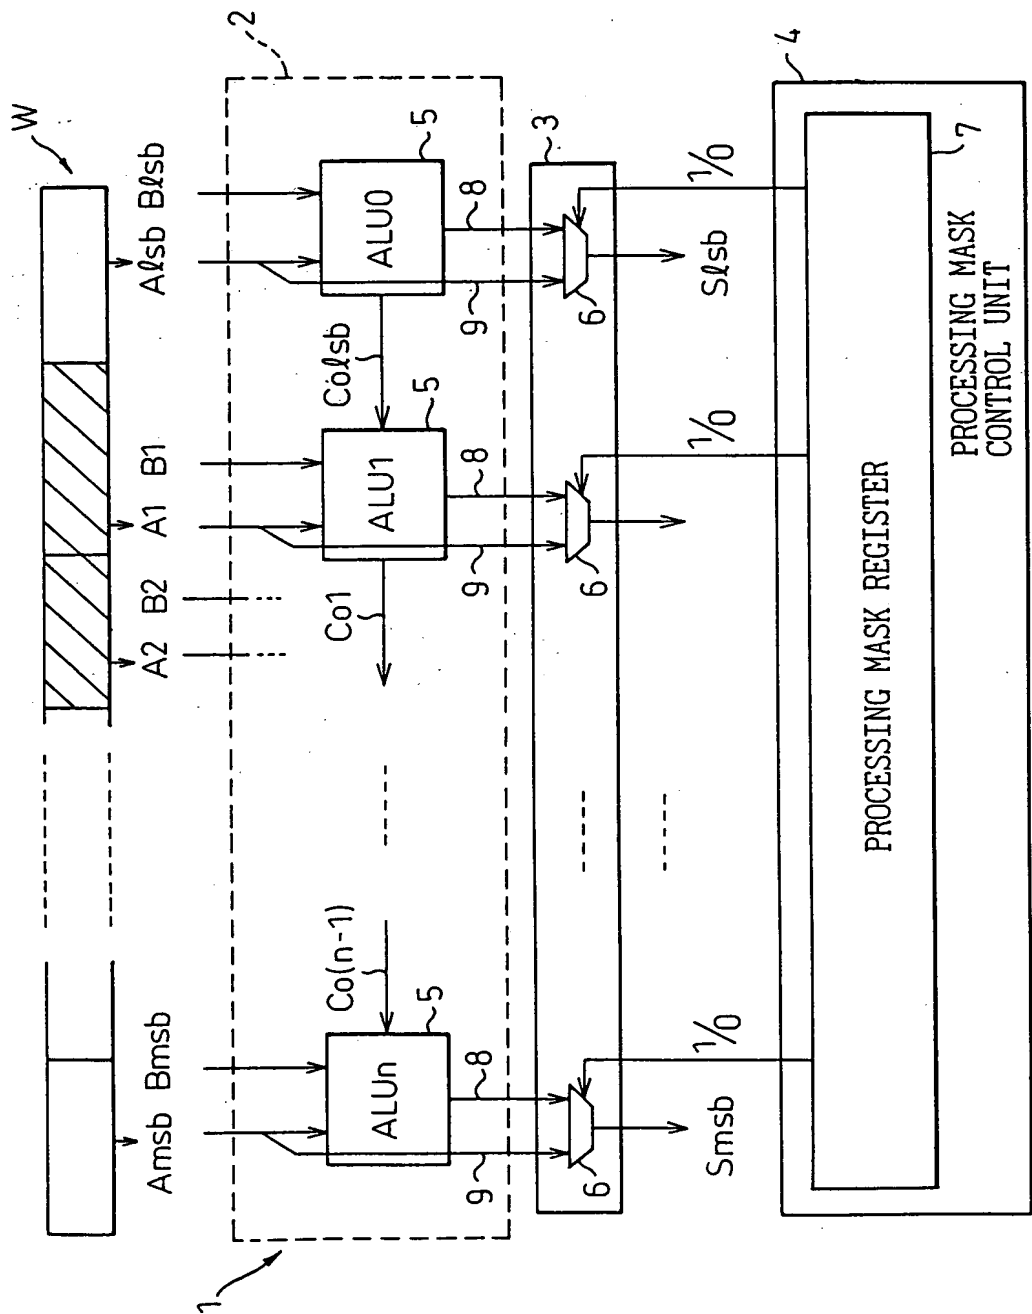 W
Amsb Bmsb
A2 B2 A1 B1
Aℓsb Bℓsb
1
2
Co(n-1)
Co1
Coℓsb
ALUn
5
ALU1
5
ALU0
5
9
8
9
8
9
8
3
6
6
6
Smsb
1/0
1/0
Sℓsb
1/0
4
PROCESSING MASK REGISTER
7
PROCESSING MASK
CONTROL UNIT